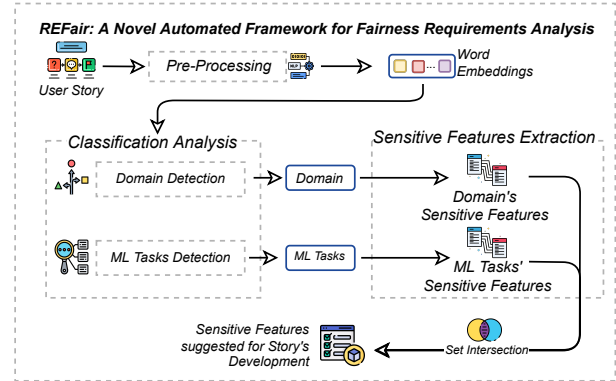 REFair: A Novel Automated Framework for Fairness Requirements Analysis
User Story
Pre-Processing
NLP
Word
Embeddings
Classification Analysis
Sensitive Features Extraction
Domain Detection
Domain
Domain's
Sensitive Features
ML Tasks Detection
ML Tasks
ML Tasks'
Sensitive Features
Sensitive Features
suggested for Story's
Development
Set Intersection